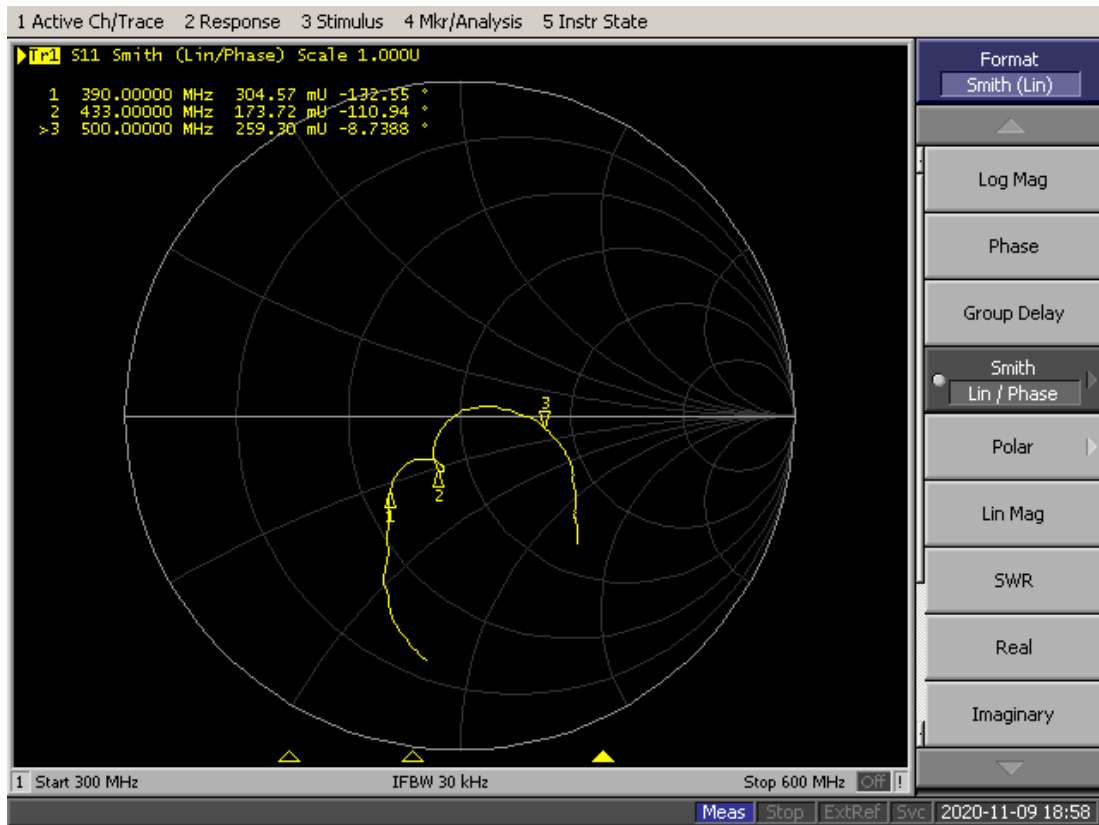 1 Active Ch/Trace 2 Response 3 Stimulus 4 Mkr/Analysis 5 Instr State
Tr1 S11 Smith (Lin/Phase) Scale 1.000U
1 390.00000 MHz 304.57 mU -132.55 °
2 433.00000 MHz 173.72 mU -110.94 °
>3 500.00000 MHz 259.30 mU -8.7388 °
3
2
1
1 Start 300 MHz IFBW 30 kHz Stop 600 MHz Off !
Meas Stop ExtRef Svc 2020-11-09 18:58
Format
Smith (Lin)
Log Mag
Phase
Group Delay
Smith
Lin / Phase
Polar
Lin Mag
SWR
Real
Imaginary